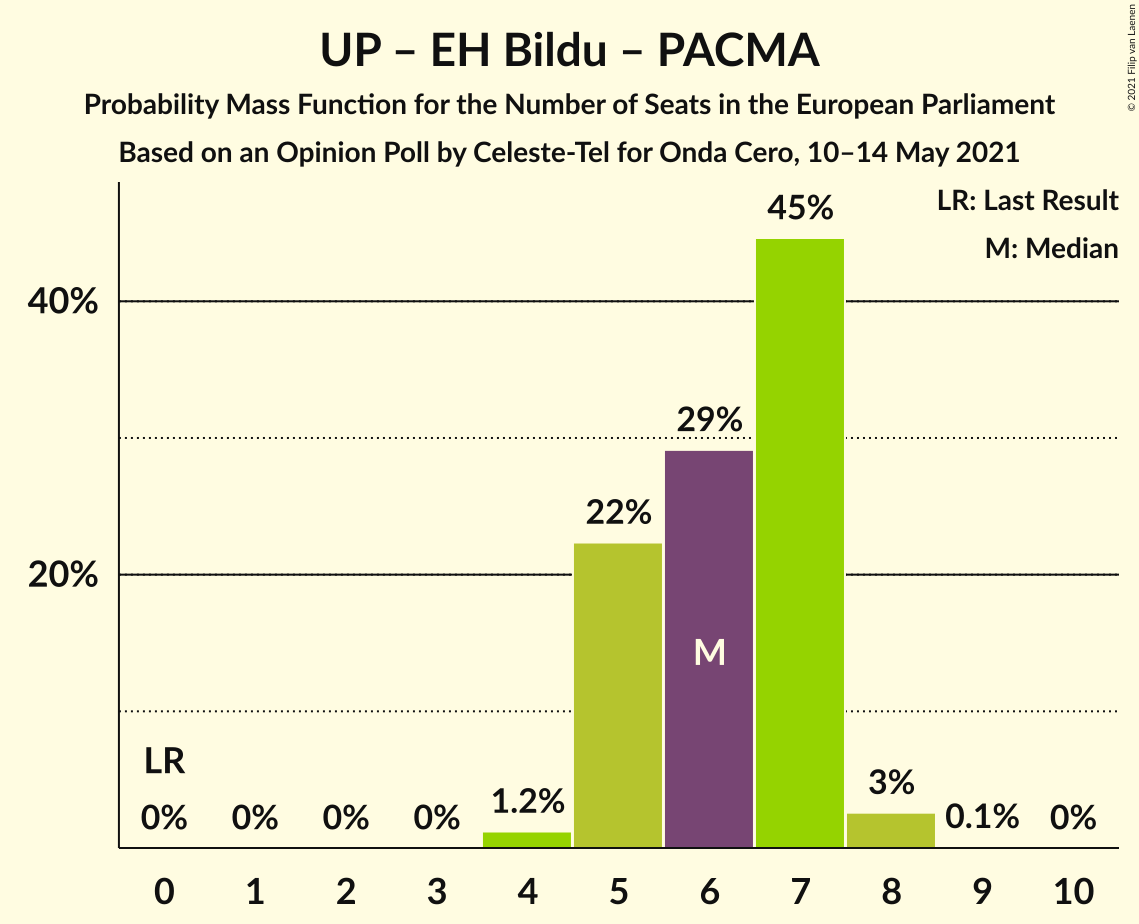 UP – EH Bildu – PACMA
Probability Mass Function for the Number of Seats in the European Parliament
Based on an Opinion Poll by Celeste-Tel for Onda Cero, 10–14 May 2021
© 2021 Filip van Laenen
LR: Last Result
M: Median
45%
40%
29%
22%
20%
M
LR
0% 0% 0% 0% 1.2% 3% 0.1% 0%
0 1 2 3 4 5 6 7 8 9 10